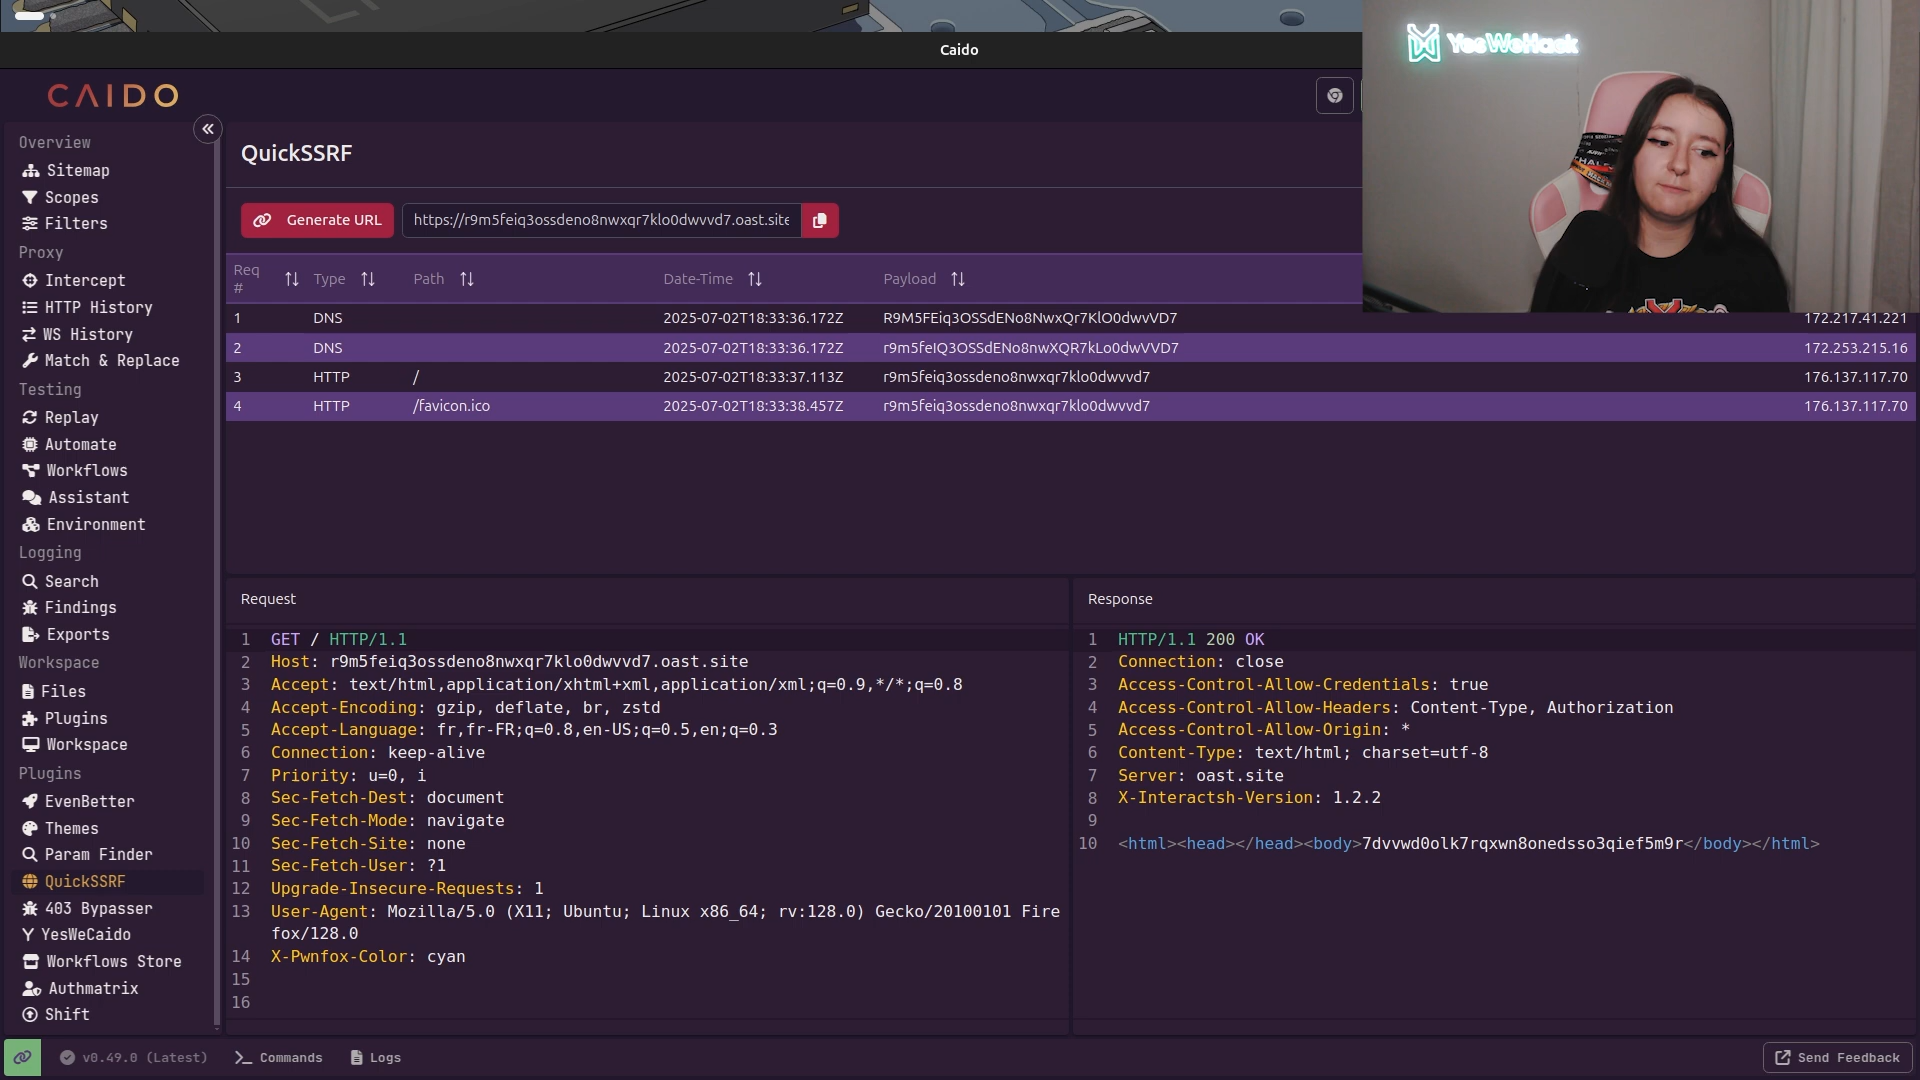 Caido
YesWeHack
CAIDO
Overview
Sitemap
Scopes
Filters
Proxy
Intercept
HTTP History
WS History
Match & Replace
Testing
Replay
Automate
Workflows
Assistant
Environment
Logging
Search
Findings
Exports
Workspace
Files
Plugins
Workspace
Plugins
EvenBetter
Themes
Param Finder
QuickSSRF
403 Bypasser
YesWeCaido
Workflows Store
Authmatrix
Shift
QuickSSRF
Generate URL https://r9m5feiq3ossdeno8nwxqr7klo0dwvvd7.oast.site
Req # Type Path Date-Time Payload
1 DNS 2025-07-02T18:33:36.172Z R9M5FEiq3OSSdENo8NwxQr7KlO0dwvVD7 172.217.41.221
2 DNS 2025-07-02T18:33:36.172Z r9m5feIQ3OSSdENo8nwXQR7kLo0dwVVD7 172.253.215.16
3 HTTP / 2025-07-02T18:33:37.113Z r9m5feiq3ossdeno8nwxqr7klo0dwvvd7 176.137.117.70
4 HTTP /favicon.ico 2025-07-02T18:33:38.457Z r9m5feiq3ossdeno8nwxqr7klo0dwvvd7 176.137.117.70
Request
1 GET / HTTP/1.1
2 Host: r9m5feiq3ossdeno8nwxqr7klo0dwvvd7.oast.site
3 Accept: text/html,application/xhtml+xml,application/xml;q=0.9,*/*;q=0.8
4 Accept-Encoding: gzip, deflate, br, zstd
5 Accept-Language: fr,fr-FR;q=0.8,en-US;q=0.5,en;q=0.3
6 Connection: keep-alive
7 Priority: u=0, i
8 Sec-Fetch-Dest: document
9 Sec-Fetch-Mode: navigate
10 Sec-Fetch-Site: none
11 Sec-Fetch-User: ?1
12 Upgrade-Insecure-Requests: 1
13 User-Agent: Mozilla/5.0 (X11; Ubuntu; Linux x86_64; rv:128.0) Gecko/20100101 Fire
fox/128.0
14 X-Pwnfox-Color: cyan
15
16
Response
1 HTTP/1.1 200 OK
2 Connection: close
3 Access-Control-Allow-Credentials: true
4 Access-Control-Allow-Headers: Content-Type, Authorization
5 Access-Control-Allow-Origin: *
6 Content-Type: text/html; charset=utf-8
7 Server: oast.site
8 X-Interactsh-Version: 1.2.2
9
10 <html><head></head><body>7dvvwd0olk7rqxwn8onedsso3qief5m9r</body></html>
v0.49.0 (Latest) Commands Logs Send Feedback